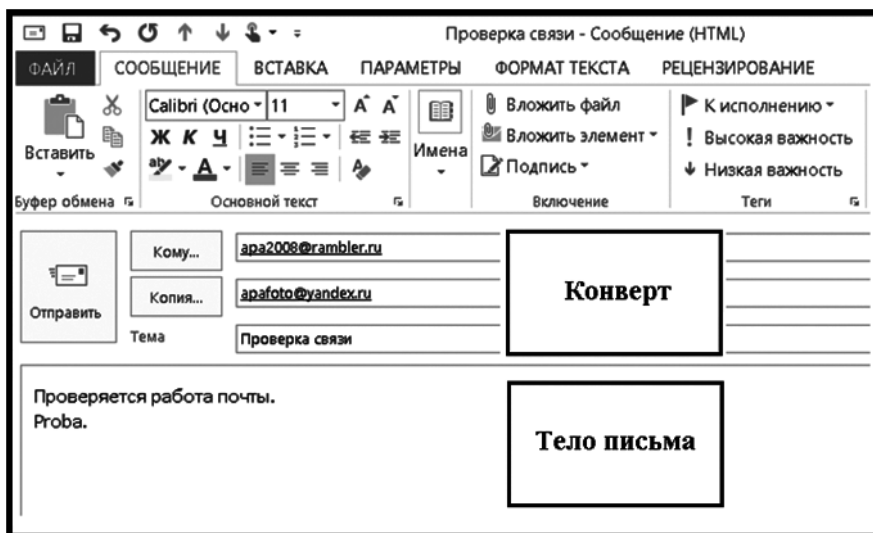 Проверка связи - Сообщение (HTML)
ФАЙЛ СООБЩЕНИЕ ВСТАВКА ПАРАМЕТРЫ ФОРМАТ ТЕКСТА РЕЦЕНЗИРОВАНИЕ
Calibri (Осно 11
Ж К Ч
Вставить
Имена
Вложить файл
Вложить элемент
Подпись
К исполнению
Высокая важность
Низкая важность
Буфер обмена Основной текст Включение Теги
Отправить
Кому... apa2008@rambler.ru
Копия... apafoto@yandex.ru
Тема Проверка связи
Конверт
Проверяется работа почты.
Proba.
Тело письма